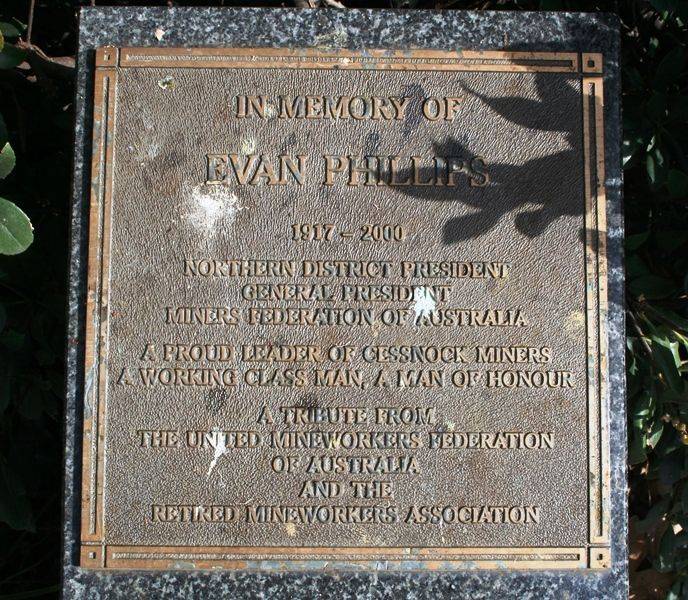 IN MEMORY OF
EVAN PHILLIPS
1917 - 2000
NORTHERN DISTRICT PRESIDENT
GENERAL PRESIDENT
MINERS FEDERATION OF AUSTRALIA
A PROUD LEADER OF CESSNOCK MINERS
A WORKING CLASS MAN, A MAN OF HONOUR
A TRIBUTE FROM
THE UNITED MINEWORKERS FEDERATION
OF AUSTRALIA
AND THE
RETIRED MINEWORKERS ASSOCIATION